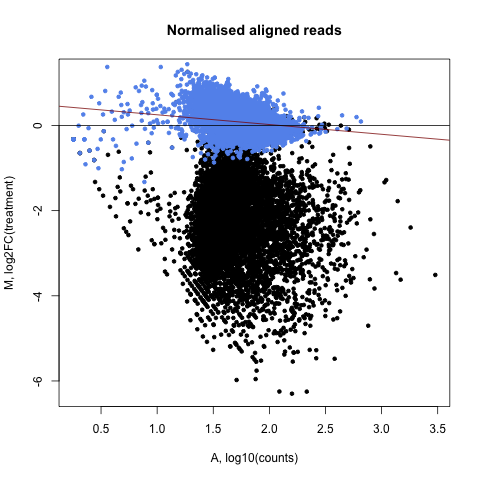 Normalised aligned reads
M, log2FC(treatment)
0
-2
-4
-6
0.5 1.0 1.5 2.0 2.5 3.0 3.5
A, log10(counts)